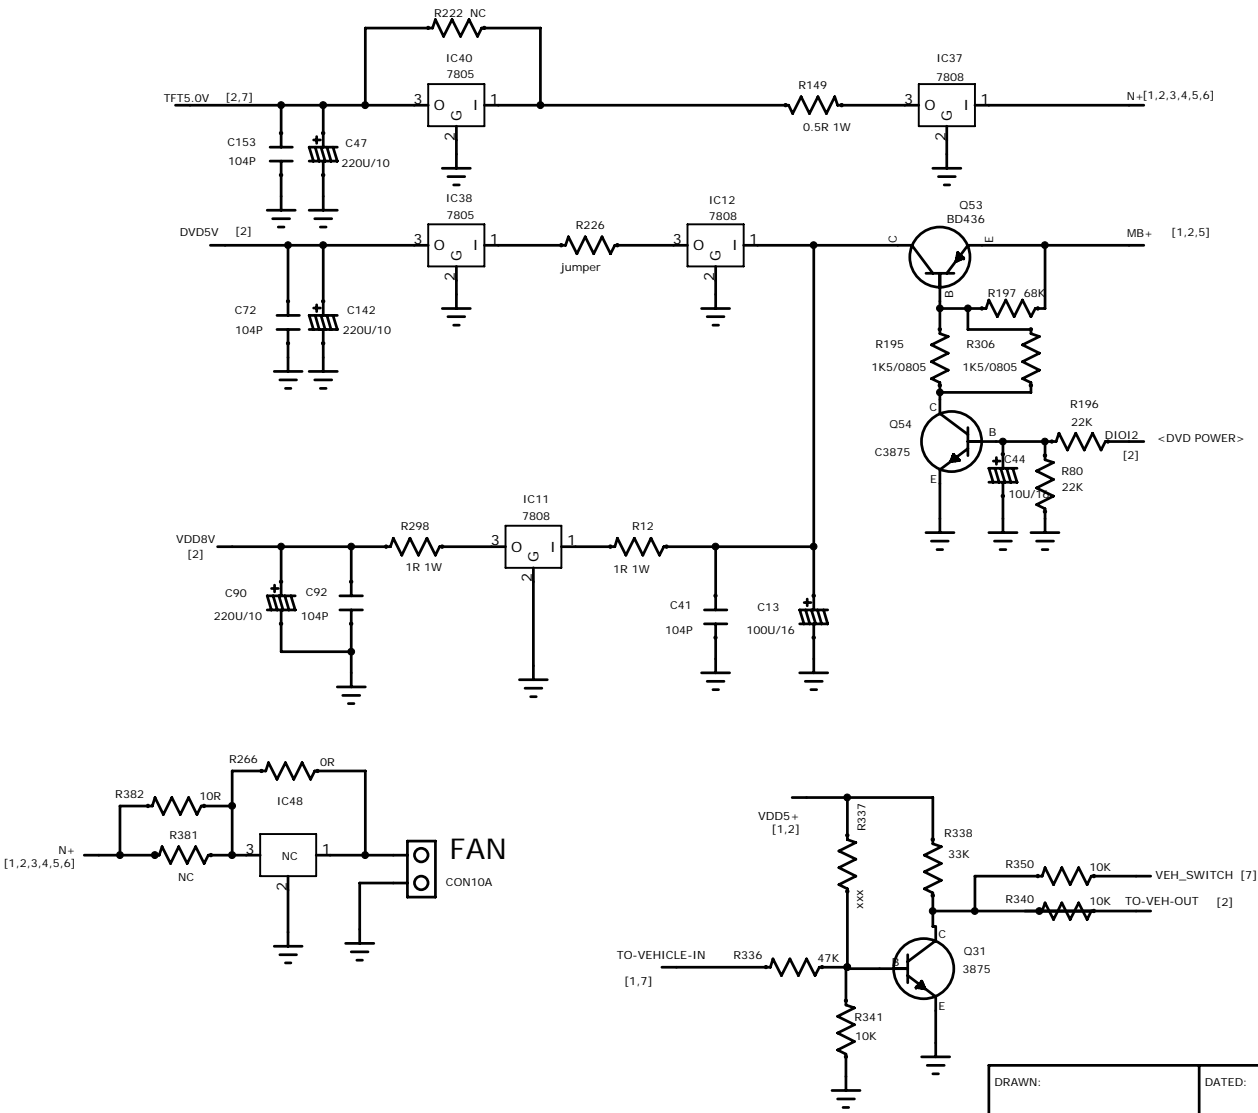 R222 NC
IC40
7805
IC37
7808
TFT5.0V [2,7]
3 O G I 1
2
R149
0.5R 1W
3 O G I 1
2
N+[1,2,3,4,5,6]
C153
104P
+
C47
220U/10
IC38
7805
IC12
7808
Q53
BD436
DVD5V [2]
3 O G I 1
2
R226
jumper
3 O G I 1
2
C
E
B
MB+ [1,2,5]
C72
104P
+
C142
220U/10
R197 68K
R195
1K5/0805
R306
1K5/0805
Q54
C3875
C
B
E
R196
22K
DIOI2
[2]
<DVD POWER>
+
C44
10U/16
R80
22K
IC11
7808
VDD8V
[2]
R298
1R 1W
3 O G I 1
2
R12
1R 1W
+
C90
220U/10
C92
104P
C41
104P
+
C13
100U/16
R266 0R
R382 10R
IC48
R381
NC
N+
[1,2,3,4,5,6]
3 NC 1
2
FAN
CON10A
VDD5+
[1,2]
R337
xxx
R338
33K
R350 10K
VEH_SWITCH [7]
R340 10K
TO-VEH-OUT [2]
TO-VEHICLE-IN
[1,7]
R336 47K
B
C
E
Q31
3875
R341
10K
DRAWN:
DATED: